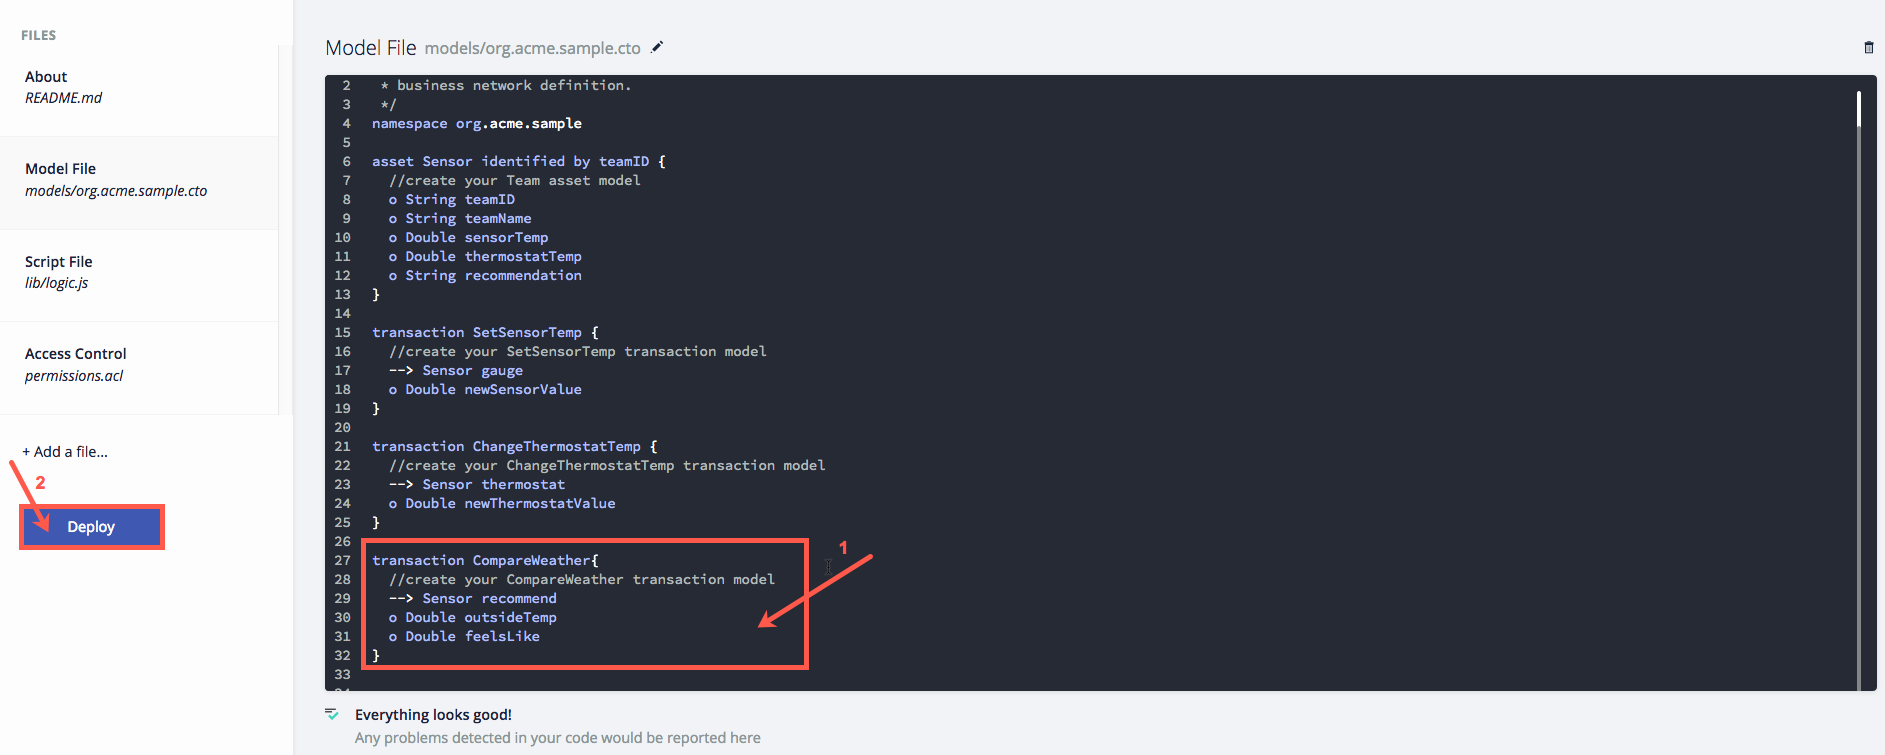 FILES
About
README.md
Model File
models/org.acme.sample.cto
Script File
lib/logic.js
Access Control
permissions.acl
+ Add a file...
2
Deploy
Model File models/org.acme.sample.cto
2 * business network definition.
3 */
4 namespace org.acme.sample
5
6 asset Sensor identified by teamID {
7 //create your Team asset model
8 o String teamID
9 o String teamName
10 o Double sensorTemp
11 o Double thermostatTemp
12 o String recommendation
13 }
14
15 transaction SetSensorTemp {
16 //create your SetSensorTemp transaction model
17 --> Sensor gauge
18 o Double newSensorValue
19 }
20
21 transaction ChangeThermostatTemp {
22 //create your ChangeThermostatTemp transaction model
23 --> Sensor thermostat
24 o Double newThermostatValue
25 }
26
1
27 transaction CompareWeather{
28 //create your CompareWeather transaction model
29 --> Sensor recommend
30 o Double outsideTemp
31 o Double feelsLike
32 }
33
Everything looks good!
Any problems detected in your code would be reported here